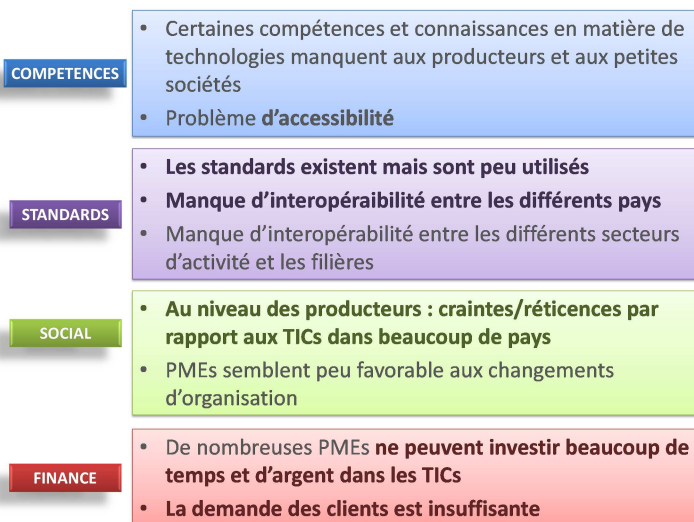 COMPETENCES
• Certaines compétences et connaissances en matière de
technologies manquent aux producteurs et aux petites
sociétés
• Problème d’accessibilité
STANDARDS
• Les standards existent mais sont peu utilisés
• Manque d’interopéraibilité entre les différents pays
• Manque d’interopérabilité entre les différents secteurs
d’activité et les filières
SOCIAL
• Au niveau des producteurs : craintes/réticences par
rapport aux TICs dans beaucoup de pays
• PMEs semblent peu favorable aux changements
d’organisation
FINANCE
• De nombreuses PMEs ne peuvent investir beaucoup de
temps et d’argent dans les TICs
• La demande des clients est insuffisante